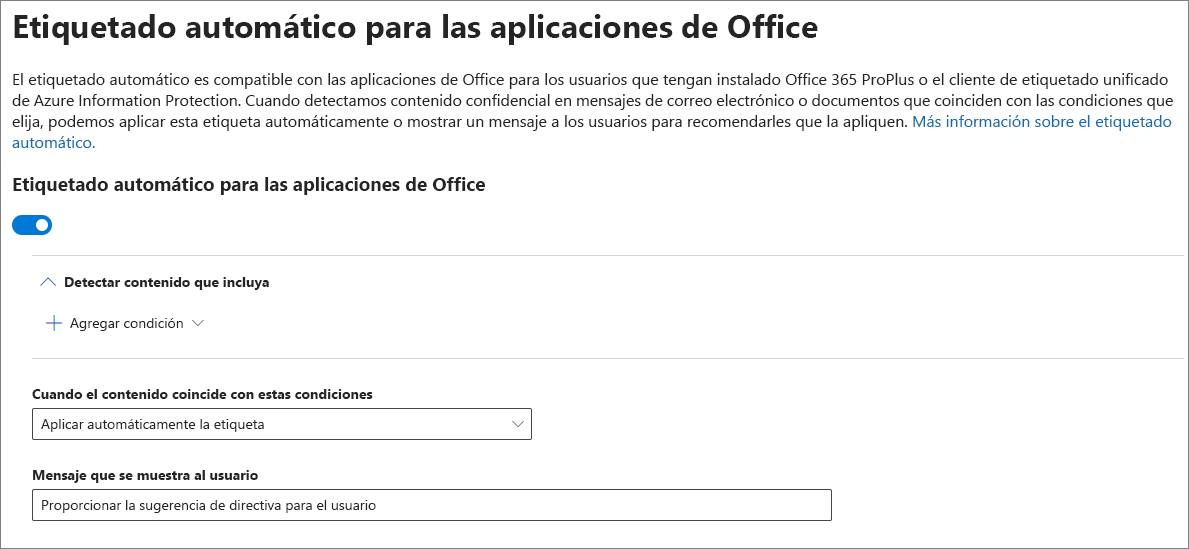 Etiquetado automático para las aplicaciones de Office
El etiquetado automático es compatible con las aplicaciones de Office para los usuarios que tengan instalado Office 365 ProPlus o el cliente de etiquetado unificado
de Azure Information Protection. Cuando detectamos contenido confidencial en mensajes de correo electrónico o documentos que coinciden con las condiciones que
elija, podemos aplicar esta etiqueta automáticamente o mostrar un mensaje a los usuarios para recomendarles que la apliquen. Más información sobre el etiquetado
automático.
Etiquetado automático para las aplicaciones de Office
Detectar contenido que incluya
Agregar condición
Cuando el contenido coincide con estas condiciones
Aplicar automáticamente la etiqueta
Mensaje que se muestra al usuario
Proporcionar la sugerencia de directiva para el usuario